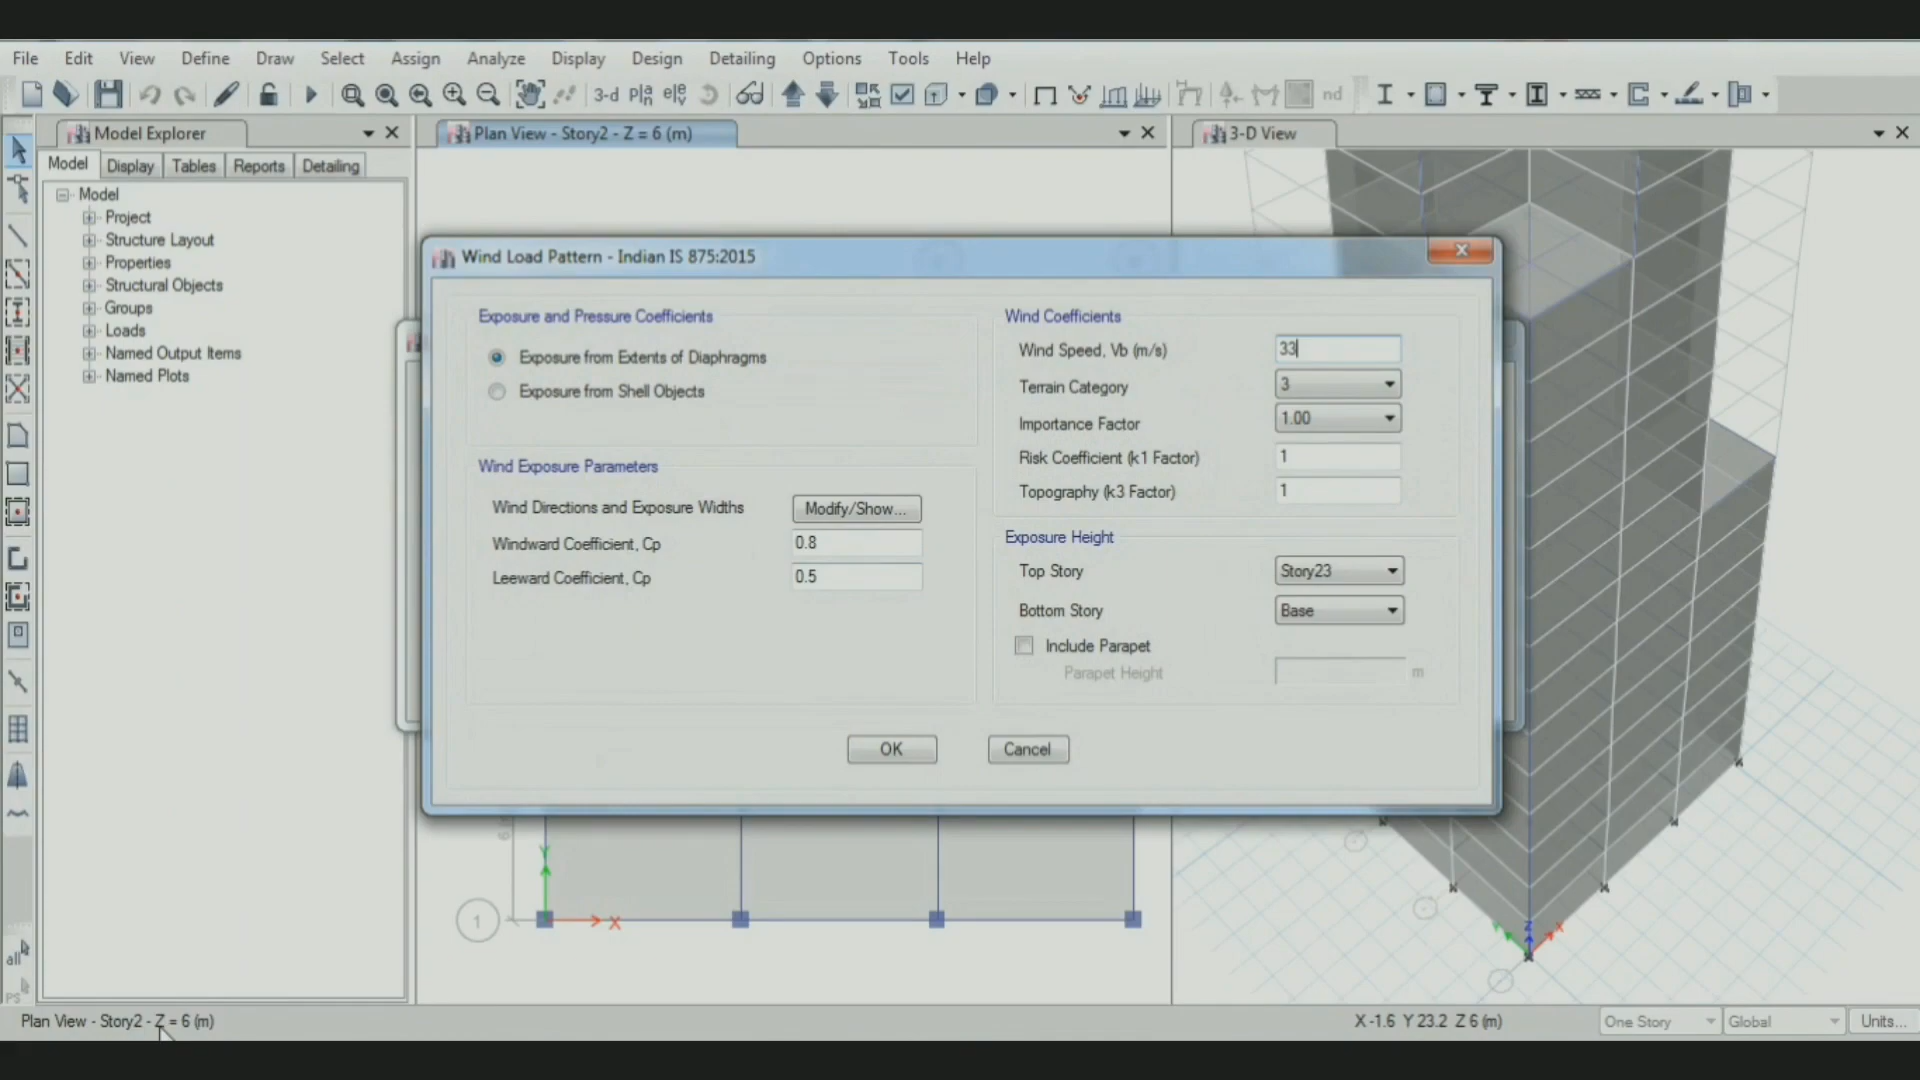 File Edit View Define Draw Select Assign Analyze Display Design Detailing Options Tools Help
3-d Pla n ele v nd
Model Explorer
Plan View - Story2 - Z = 6 (m)
3-D View
Model Display Tables Reports Detailing
Model
Project
Structure Layout
Properties
Structural Objects
Groups
Loads
Named Output Items
Named Plots
Wind Load Pattern - Indian IS 875:2015
Exposure and Pressure Coefficients
Exposure from Extents of Diaphragms
Exposure from Shell Objects
Wind Exposure Parameters
Wind Directions and Exposure Widths Modify/Show...
Windward Coefficient, Cp 0.8
Leeward Coefficient, Cp 0.5
Wind Coefficients
Wind Speed, Vb (m/s) 33
Terrain Category 3
Importance Factor 1.00
Risk Coefficient (k1 Factor) 1
Topography (k3 Factor) 1
Exposure Height
Top Story Story23
Bottom Story Base
Include Parapet
Parapet Height m
OK Cancel
Y
1 X
Z
X
all
PS
Plan View - Story2 - Z = 6 (m)
X -1.6 Y 23.2 Z 6 (m) One Story Global Units...